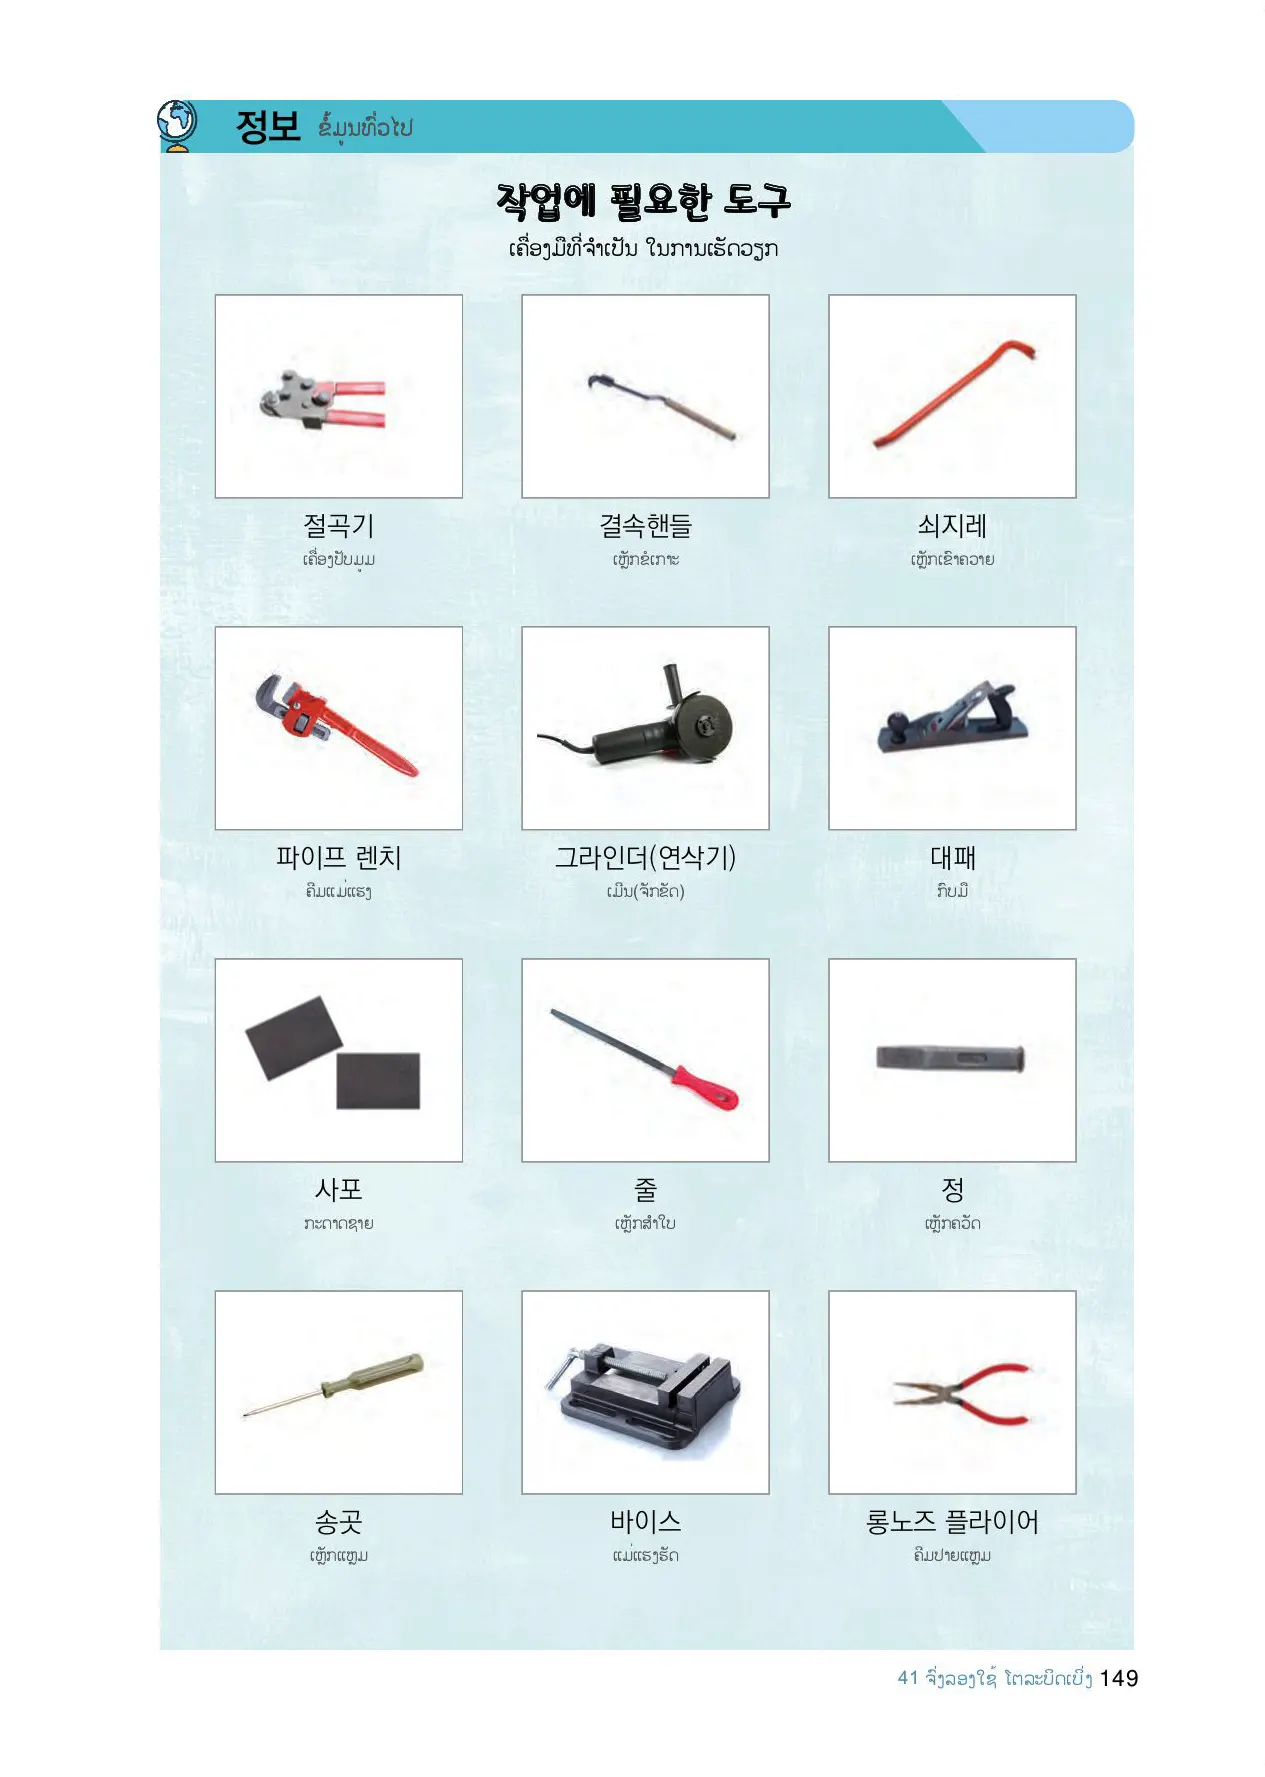 정보 ຂໍ້ມູນທົ່ວໄປ
작업에 필요한 도구
ເຄື່ອງມືທີ່ຈຳເປັນ ໃນການເຮັດວຽກ
절곡기 결속핸들 쇠지레
ເຄື່ອງປັບມູມ ເຫຼັກຂໍເກາະ ເຫຼັກເຂົາຄວາຍ
파이프 렌치 그라인더(연삭기) 대패
ຄີມແມ່ແຮງ ເມີນ(ຈັກຂັດ) ກົບມື
사포 줄 정
ກະດາດຊາຍ ເຫຼັກສຳໃບ ເຫຼັກຄວັດ
송곳 바이스 롱노즈 플라이어
ເຫຼັກແຫຼມ ແມ່ແຮງຮັດ ຄີມປາຍແຫຼມ
41 ຈົ່ງລອງໃຊ້ ໂຕລະບິດເບິ່ງ 149